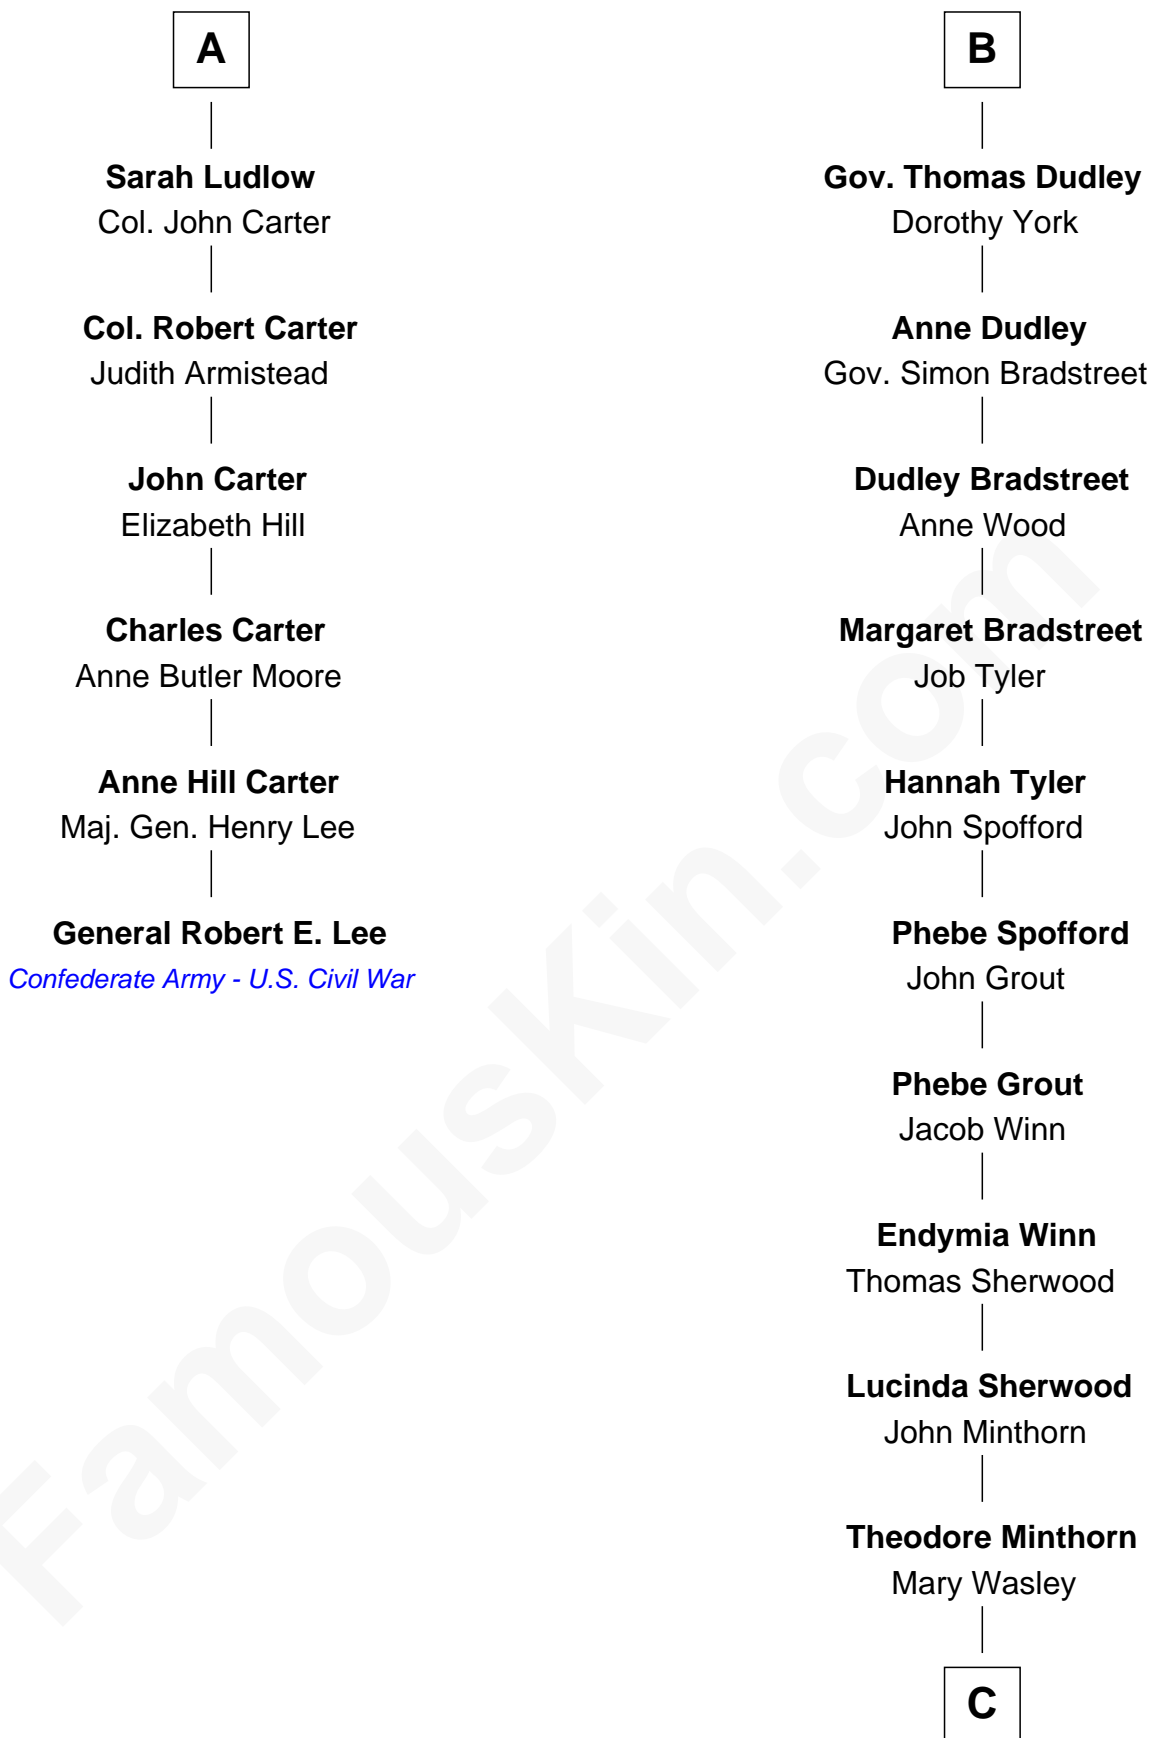 A
Sarah Ludlow
Col. John Carter
Col. Robert Carter
Judith Armistead
John Carter
Elizabeth Hill
Charles Carter
Anne Butler Moore
Anne Hill Carter
Maj. Gen. Henry Lee
General Robert E. Lee
Confederate Army - U.S. Civil War
B
Gov. Thomas Dudley
Dorothy York
Anne Dudley
Gov. Simon Bradstreet
Dudley Bradstreet
Anne Wood
Margaret Bradstreet
Job Tyler
Hannah Tyler
John Spofford
Phebe Spofford
John Grout
Phebe Grout
Jacob Winn
Endymia Winn
Thomas Sherwood
Lucinda Sherwood
John Minthorn
Theodore Minthorn
Mary Wasley
C
FamousKin.com